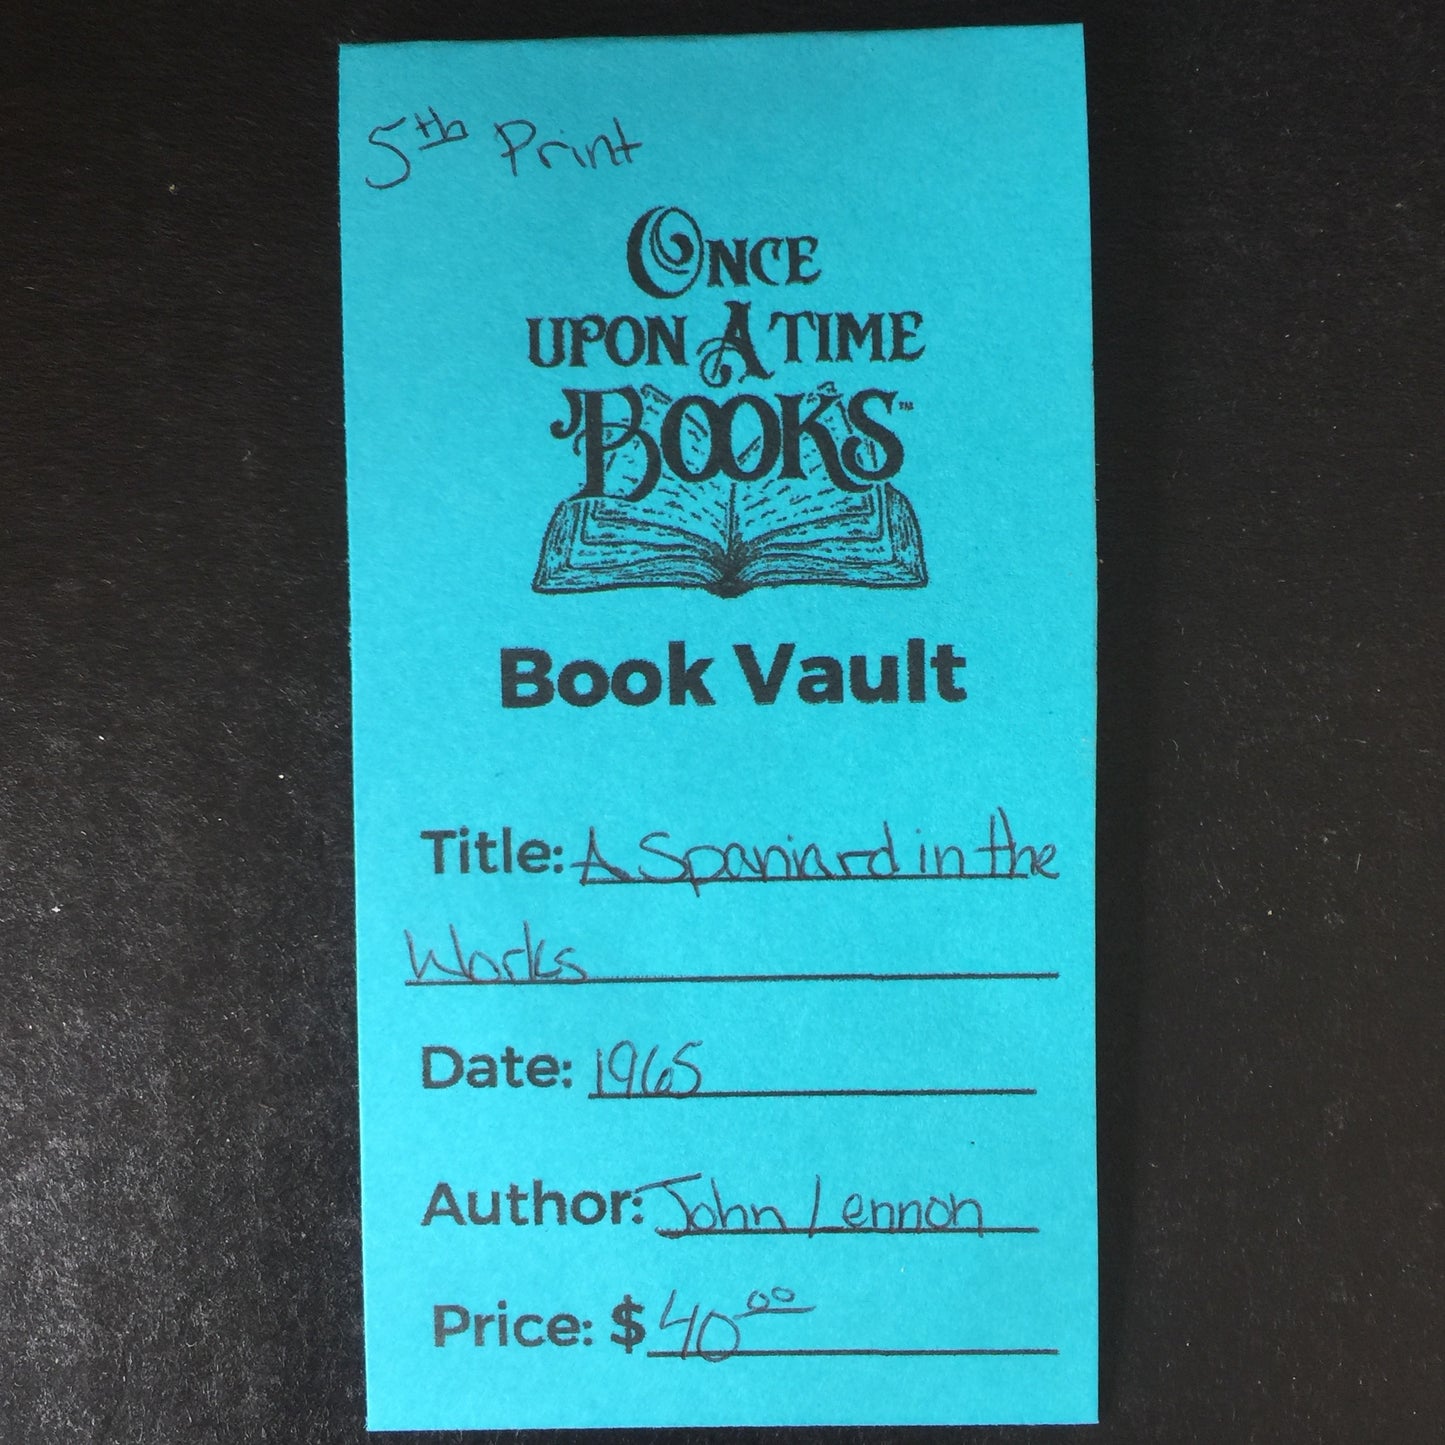 5th Print
ONCE
UPON A TIME
BOOKS™
Book Vault
Title: A Spaniard in the
Works
Date: 1965
Author: John Lennon
Price: $40.00